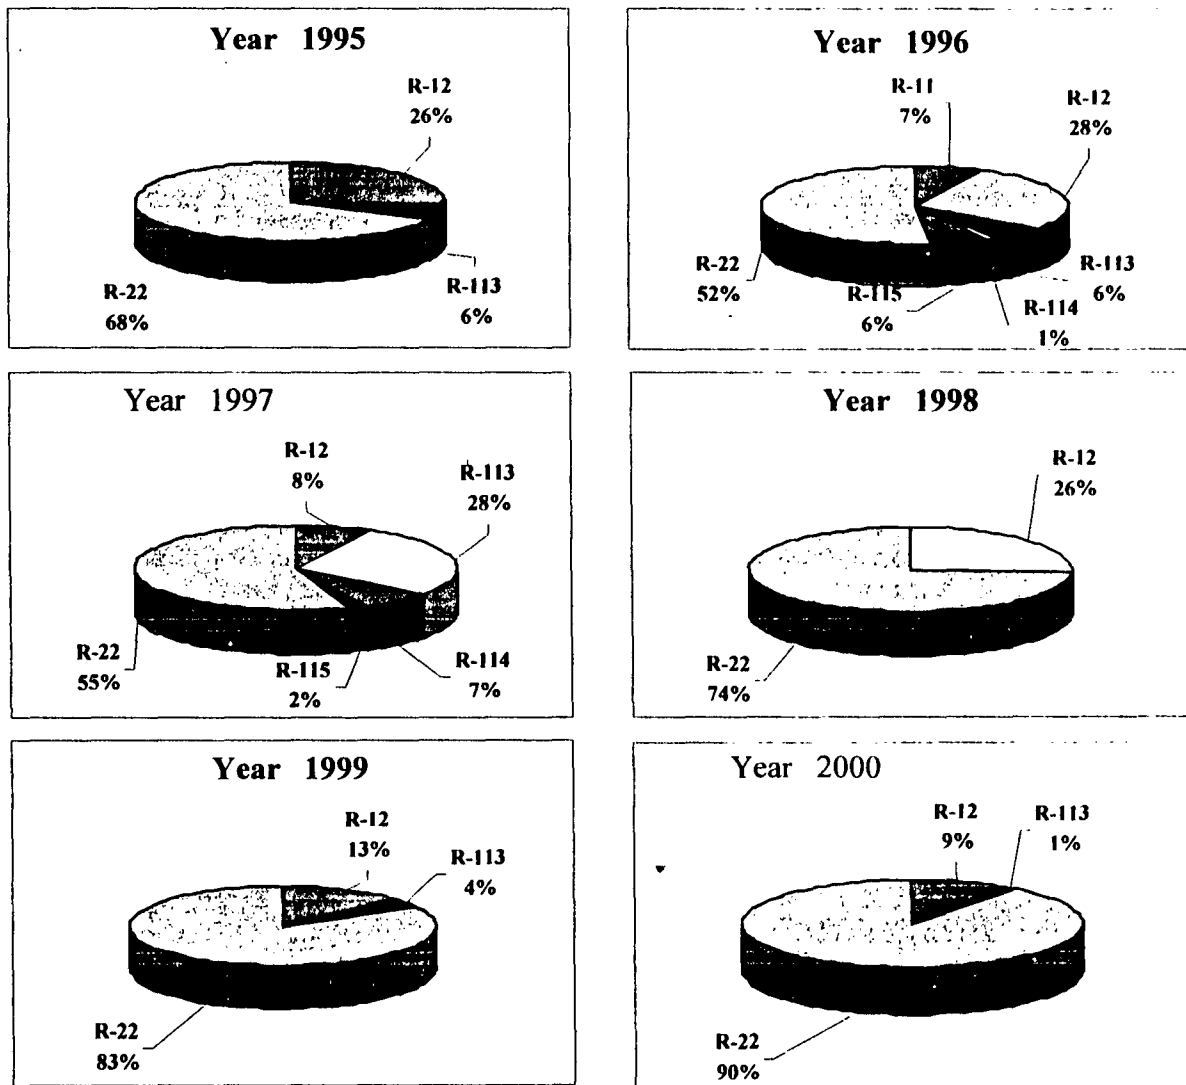 Year 1995
R-12
26%
R-113
6%
R-22
68%
Year 1996
R-11
7%
R-12
28%
R-113
6%
R-114
1%
R-115
6%
R-22
52%
Year 1997
R-12
8%
R-113
28%
R-114
7%
R-115
2%
R-22
55%
Year 1998
R-12
26%
R-22
74%
Year 1999
R-12
13%
R-113
4%
R-22
83%
Year 2000
R-12
9%
R-113
1%
R-22
90%